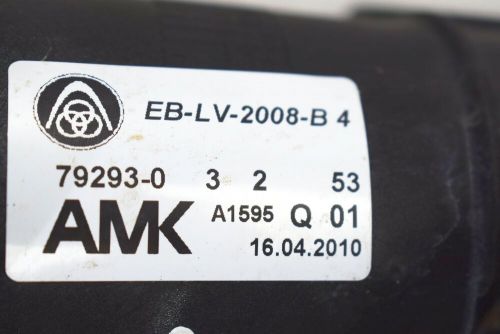 EB-LV-2008-B 4
79293-0 3 2 53
AMK A1595 Q 01
16.04.2010